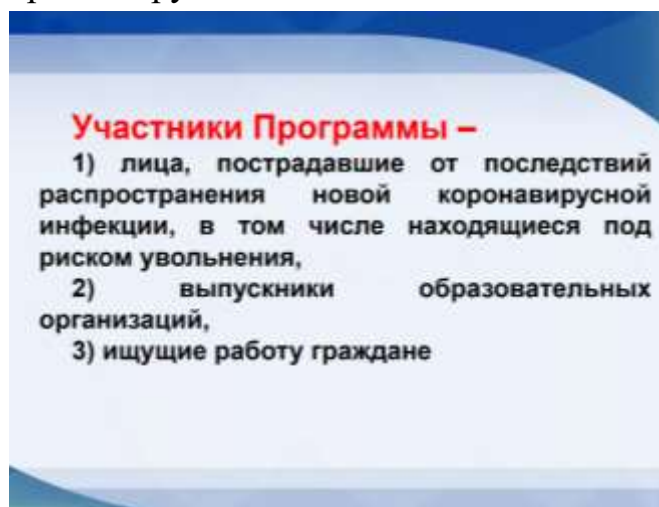 Участники Программы –
1) лица, пострадавшие от последствий
распространения новой коронавирусной
инфекции, в том числе находящиеся под
риском увольнения,
2) выпускники образовательных
организаций,
3) ищущие работу граждане